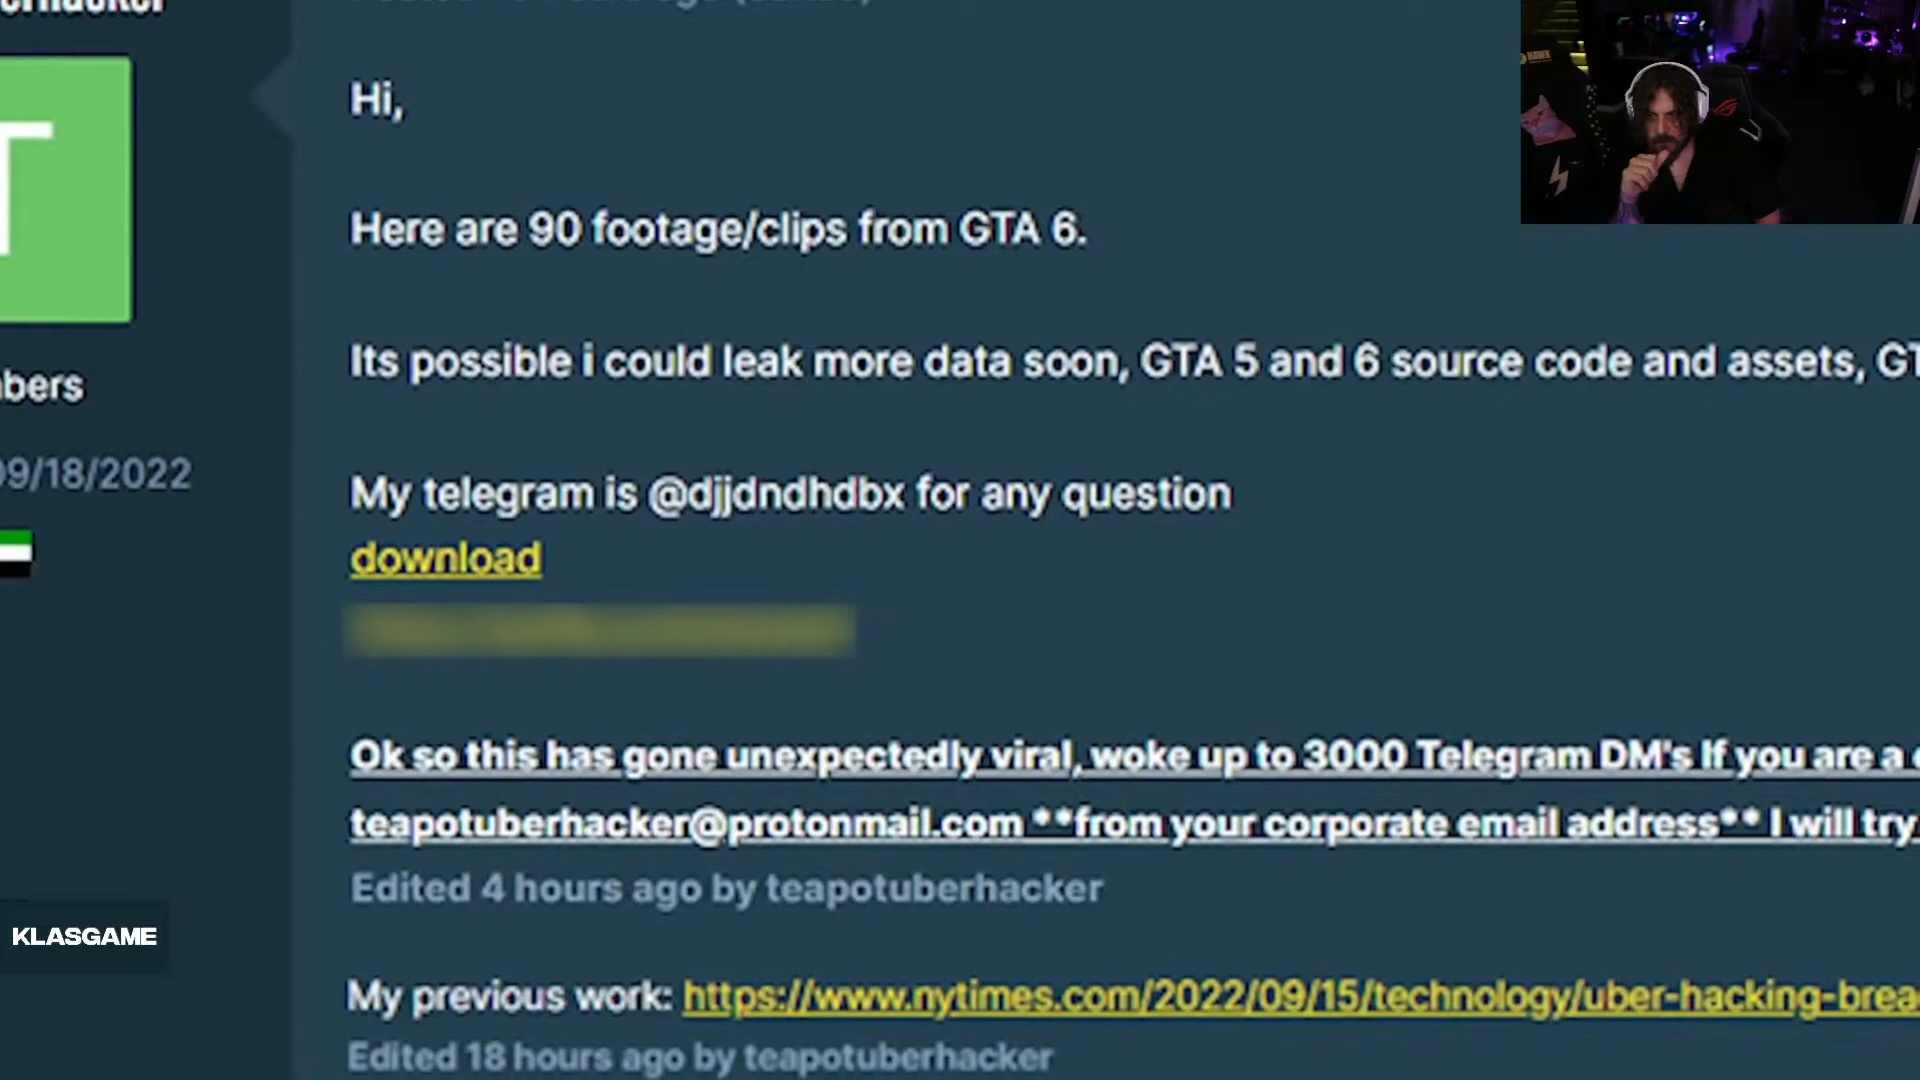 Hi,
Here are 90 footage/clips from GTA 6.
Its possible i could leak more data soon, GTA 5 and 6 source code and assets,
bers
09/18/2022
My telegram is @djjdndhdbx for any question
download
Ok so this has gone unexpectedly viral, woke up to 3000 Telegram DM's If you are a
teapotuberhacker@protonmail.com **from your corporate email address** I will try
Edited 4 hours ago by teapotuberhacker
KLASGAME
My previous work: https://www.nytimes.com/2022/09/15/technology/uber-hacking-brea
Edited 18 hours ago by teapotuberhacker